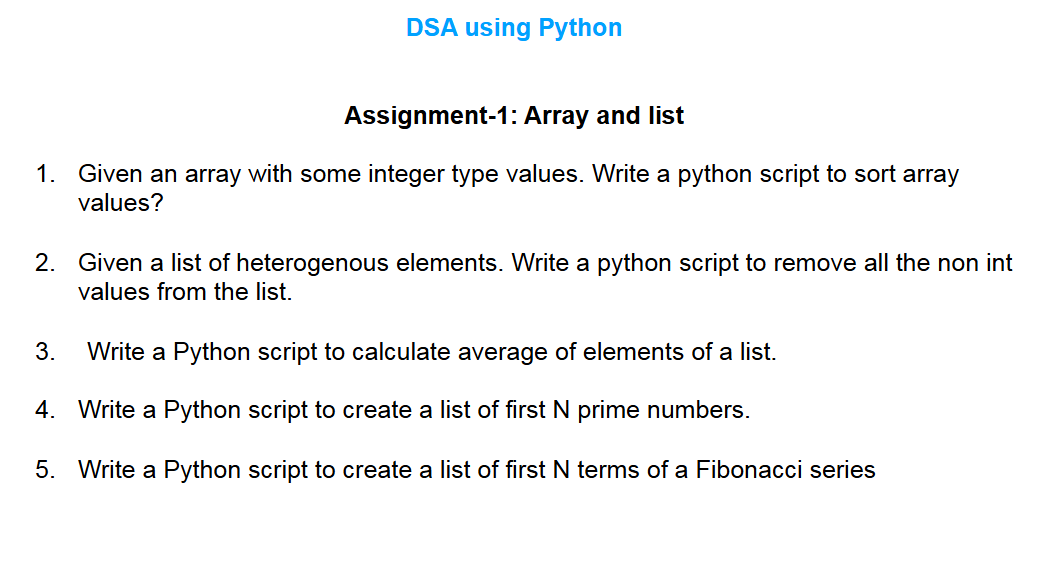 DSA using Python
Assignment-1: Array and list
1. Given an array with some integer type values. Write a python script to sort array
values?
2. Given a list of heterogenous elements. Write a python script to remove all the non int
values from the list.
3. Write a Python script to calculate average of elements of a list.
4. Write a Python script to create a list of first N prime numbers.
5. Write a Python script to create a list of first N terms of a Fibonacci series